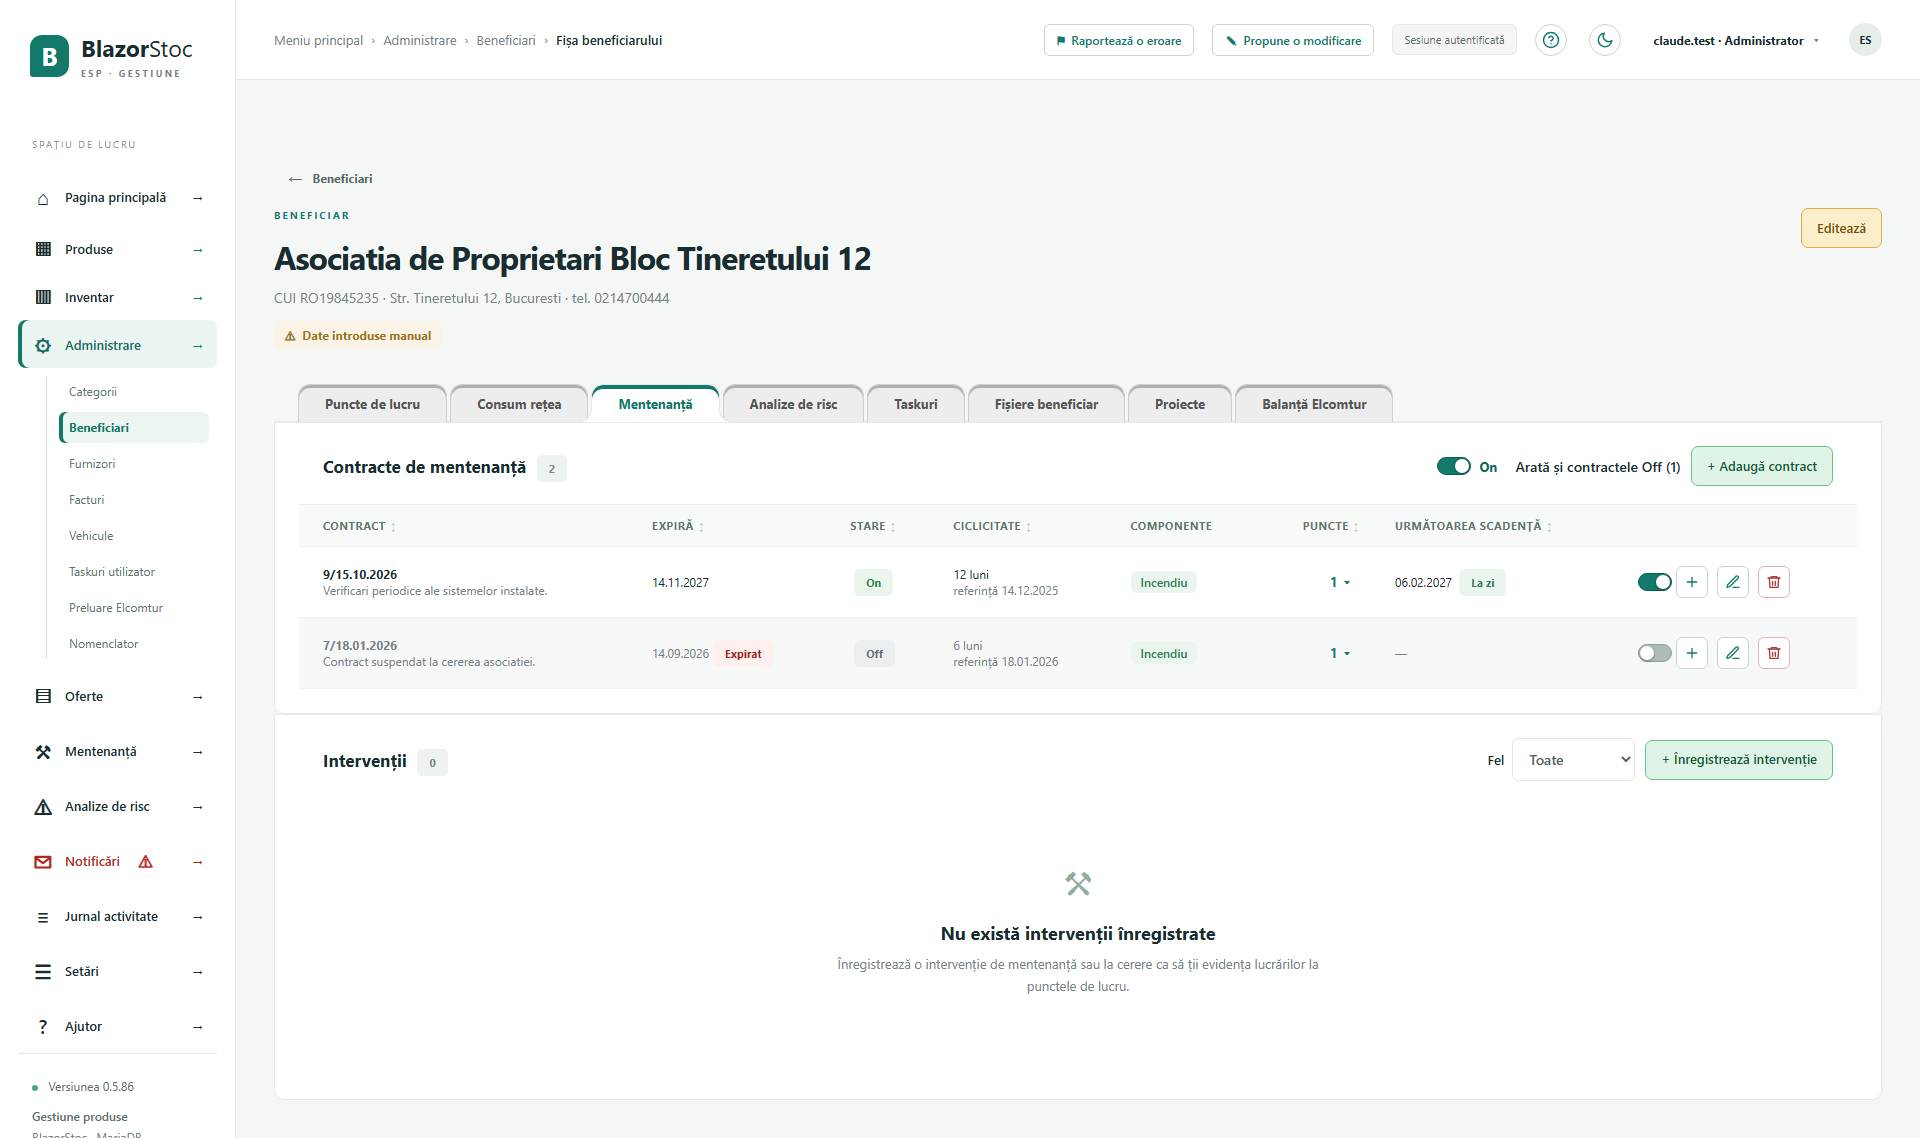 B
BlazorStoc
ESP · GESTIUNE
Meniu principal › Administrare › Beneficiari › Fișa beneficiarului
Raportează o eroare
Propune o modificare
Sesiune autentificată
claude.test · Administrator
ES
SPAȚIU DE LUCRU
Pagina principală →
Produse →
Inventar →
Administrare →
Categorii
Beneficiari
Furnizori
Facturi
Vehicule
Taskuri utilizator
Preluare Elcomtur
Nomenclator
Oferte →
Mentenanță →
Analize de risc →
Notificări →
Jurnal activitate →
Setări →
? Ajutor →
Versiunea 0.5.86
Gestiune produse
BlazorStoc · MariaDB
← Beneficiari
BENEFICIAR
Asociatia de Proprietari Bloc Tineretului 12
CUI RO19845235 · Str. Tineretului 12, Bucuresti · tel. 0214700444
Date introduse manual
Editează
Puncte de lucru
Consum rețea
Mentenanță
Analize de risc
Taskuri
Fișiere beneficiar
Proiecte
Balanță Elcomtur
Contracte de mentenanță 2
On
Arată și contractele Off (1)
+ Adaugă contract
CONTRACT EXPIRĂ STARE CICLICITATE COMPONENTE PUNCTE URMĂTOAREA SCADENȚĂ
9/15.10.2026
Verificari periodice ale sistemelor instalate.
14.11.2027
On
12 luni
referință 14.12.2025
Incendiu
1
06.02.2027 La zi
7/18.01.2026
Contract suspendat la cererea asociatiei.
14.09.2026 Expirat
Off
6 luni
referință 18.01.2026
Incendiu
1
—
Intervenții 0
Fel
Toate
+ Înregistrează intervenție
Nu există intervenții înregistrate
Înregistrează o intervenție de mentenanță sau la cerere ca să ții evidența lucrărilor la
punctele de lucru.